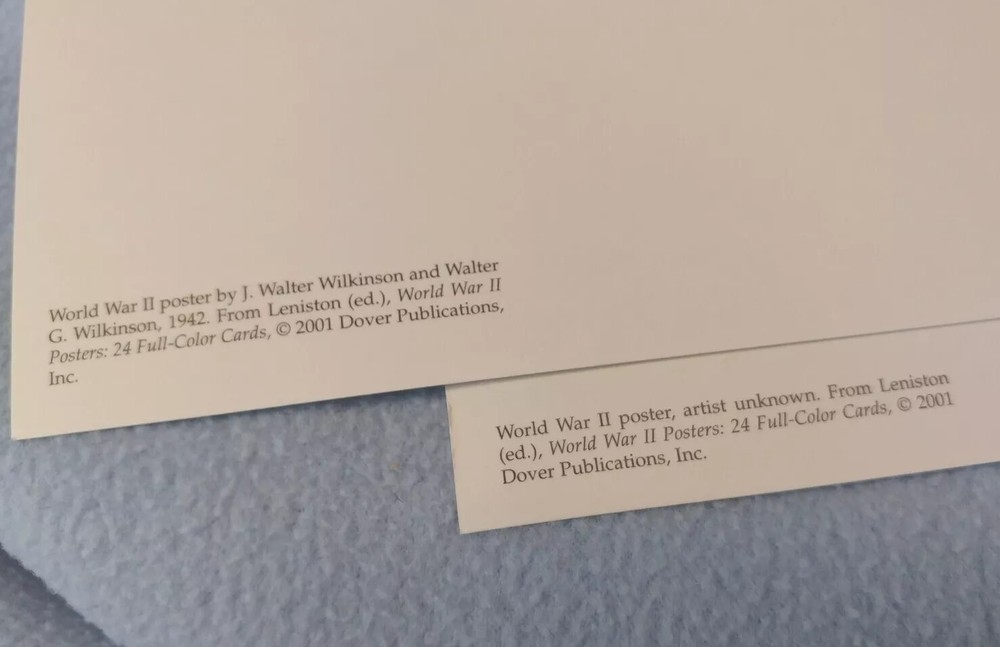 World War II poster by J. Walter Wilkinson and Walter
G. Wilkinson, 1942. From Leniston (ed.), World War II
Posters: 24 Full-Color Cards, © 2001 Dover Publications,
Inc.
World War II poster, artist unknown. From Leniston
(ed.), World War II Posters: 24 Full-Color Cards, © 2001
Dover Publications, Inc.